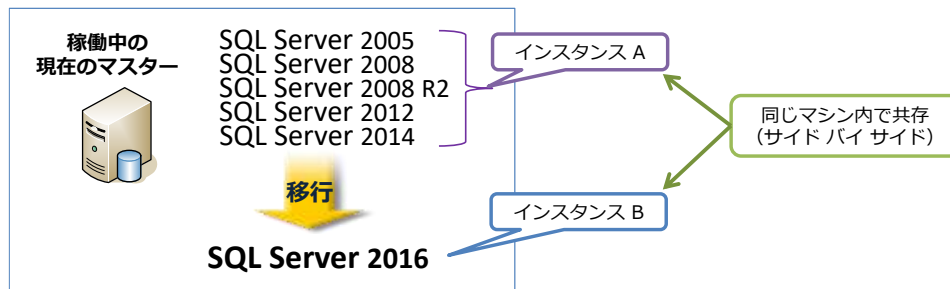 稼働中の
現在のマスター
SQL Server 2005
SQL Server 2008
SQL Server 2008 R2
SQL Server 2012
SQL Server 2014
移行
SQL Server 2016
インスタンス A
インスタンス B
同じマシン内で共存
(サイド バイ サイド)